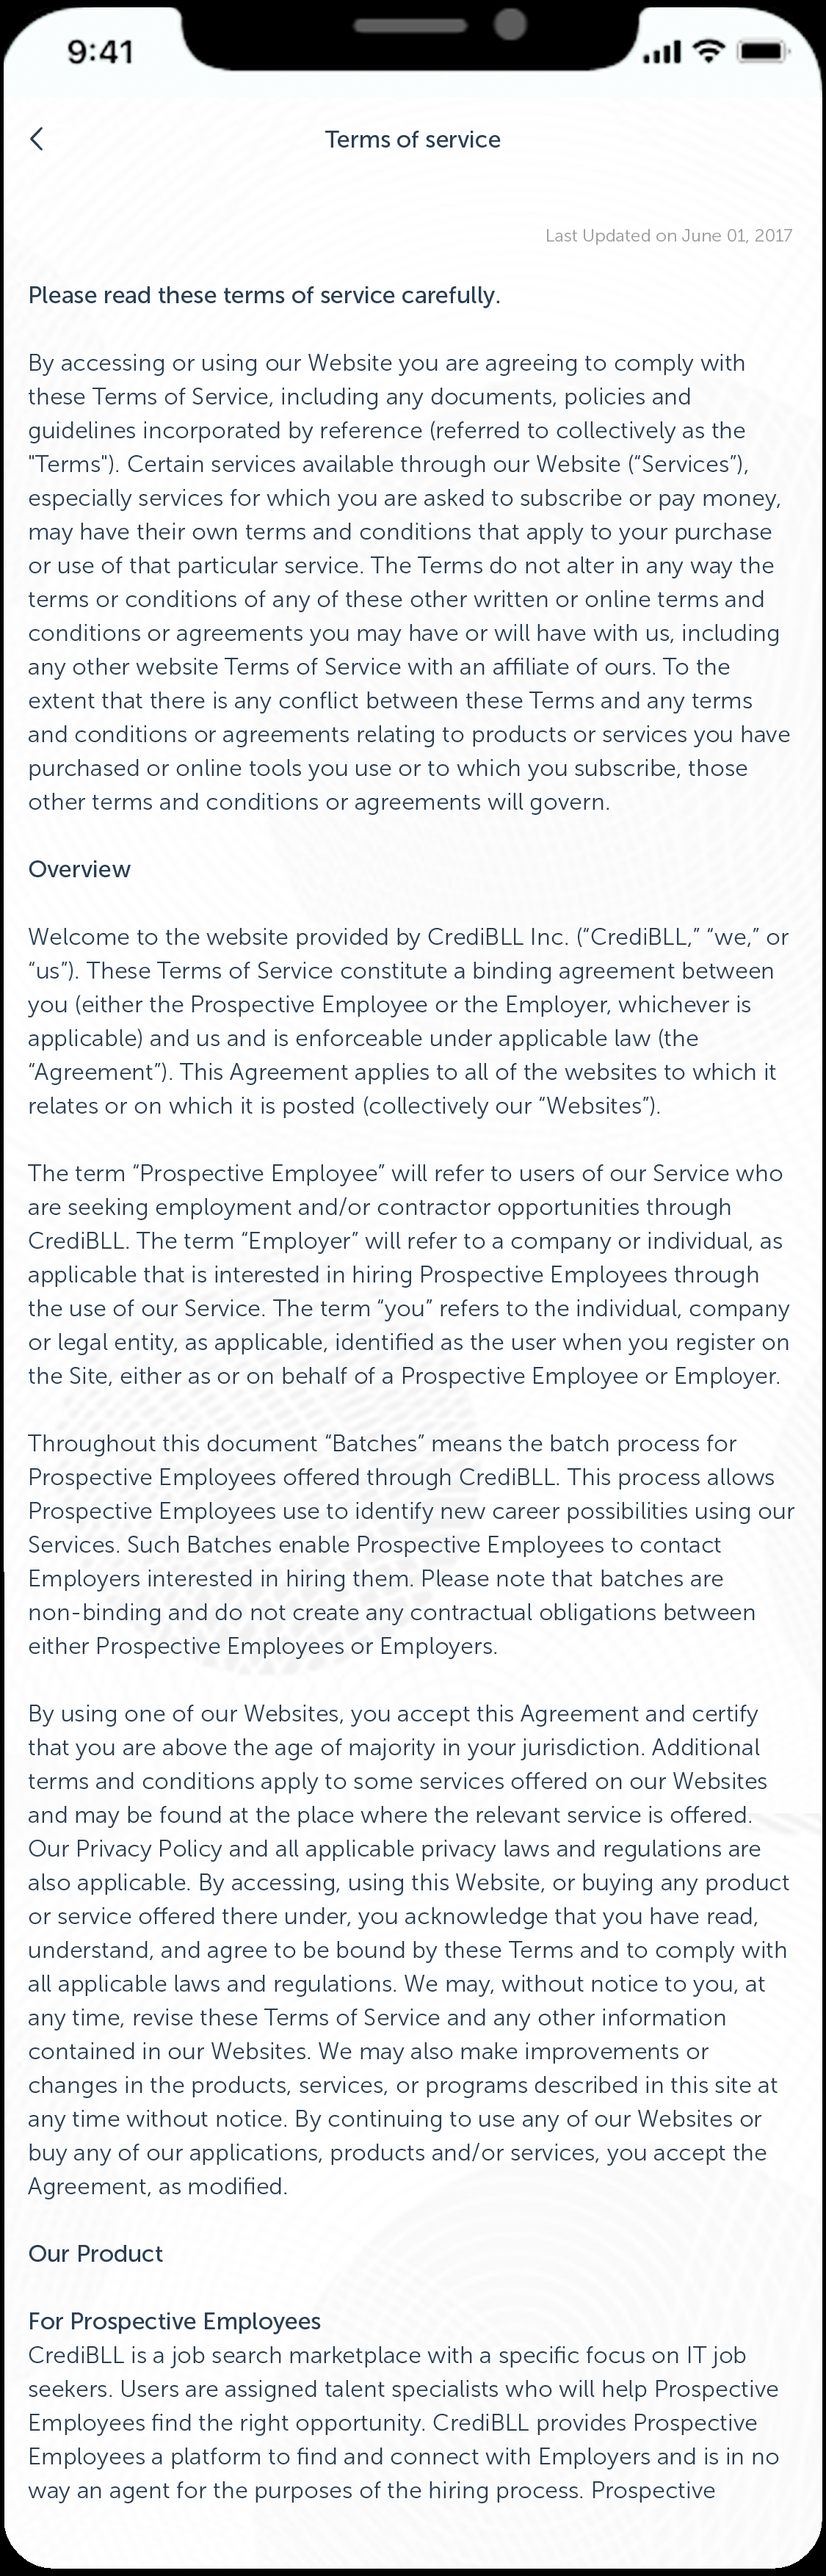 9:41
Terms of service
Last Updated on June 01, 2017
Please read these terms of service carefully.
By accessing or using our Website you are agreeing to comply with
these Terms of Service, including any documents, policies and
guidelines incorporated by reference (referred to collectively as the
"Terms"). Certain services available through our Website (“Services”),
especially services for which you are asked to subscribe or pay money,
may have their own terms and conditions that apply to your purchase
or use of that particular service. The Terms do not alter in any way the
terms or conditions of any of these other written or online terms and
conditions or agreements you may have or will have with us, including
any other website Terms of Service with an affiliate of ours. To the
extent that there is any conflict between these Terms and any terms
and conditions or agreements relating to products or services you have
purchased or online tools you use or to which you subscribe, those
other terms and conditions or agreements will govern.
Overview
Welcome to the website provided by CrediBLL Inc. (“CrediBLL,” “we,” or
“us”). These Terms of Service constitute a binding agreement between
you (either the Prospective Employee or the Employer, whichever is
applicable) and us and is enforceable under applicable law (the
“Agreement”). This Agreement applies to all of the websites to which it
relates or on which it is posted (collectively our “Websites”).
The term “Prospective Employee” will refer to users of our Service who
are seeking employment and/or contractor opportunities through
CrediBLL. The term “Employer” will refer to a company or individual, as
applicable that is interested in hiring Prospective Employees through
the use of our Service. The term “you” refers to the individual, company
or legal entity, as applicable, identified as the user when you register on
the Site, either as or on behalf of a Prospective Employee or Employer.
Throughout this document “Batches” means the batch process for
Prospective Employees offered through CrediBLL. This process allows
Prospective Employees use to identify new career possibilities using our
Services. Such Batches enable Prospective Employees to contact
Employers interested in hiring them. Please note that batches are
non-binding and do not create any contractual obligations between
either Prospective Employees or Employers.
By using one of our Websites, you accept this Agreement and certify
that you are above the age of majority in your jurisdiction. Additional
terms and conditions apply to some services offered on our Websites
and may be found at the place where the relevant service is offered.
Our Privacy Policy and all applicable privacy laws and regulations are
also applicable. By accessing, using this Website, or buying any product
or service offered there under, you acknowledge that you have read,
understand, and agree to be bound by these Terms and to comply with
all applicable laws and regulations. We may, without notice to you, at
any time, revise these Terms of Service and any other information
contained in our Websites. We may also make improvements or
changes in the products, services, or programs described in this site at
any time without notice. By continuing to use any of our Websites or
buy any of our applications, products and/or services, you accept the
Agreement, as modified.
Our Product
For Prospective Employees
CrediBLL is a job search marketplace with a specific focus on IT job
seekers. Users are assigned talent specialists who will help Prospective
Employees find the right opportunity. CrediBLL provides Prospective
Employees a platform to find and connect with Employers and is in no
way an agent for the purposes of the hiring process. Prospective